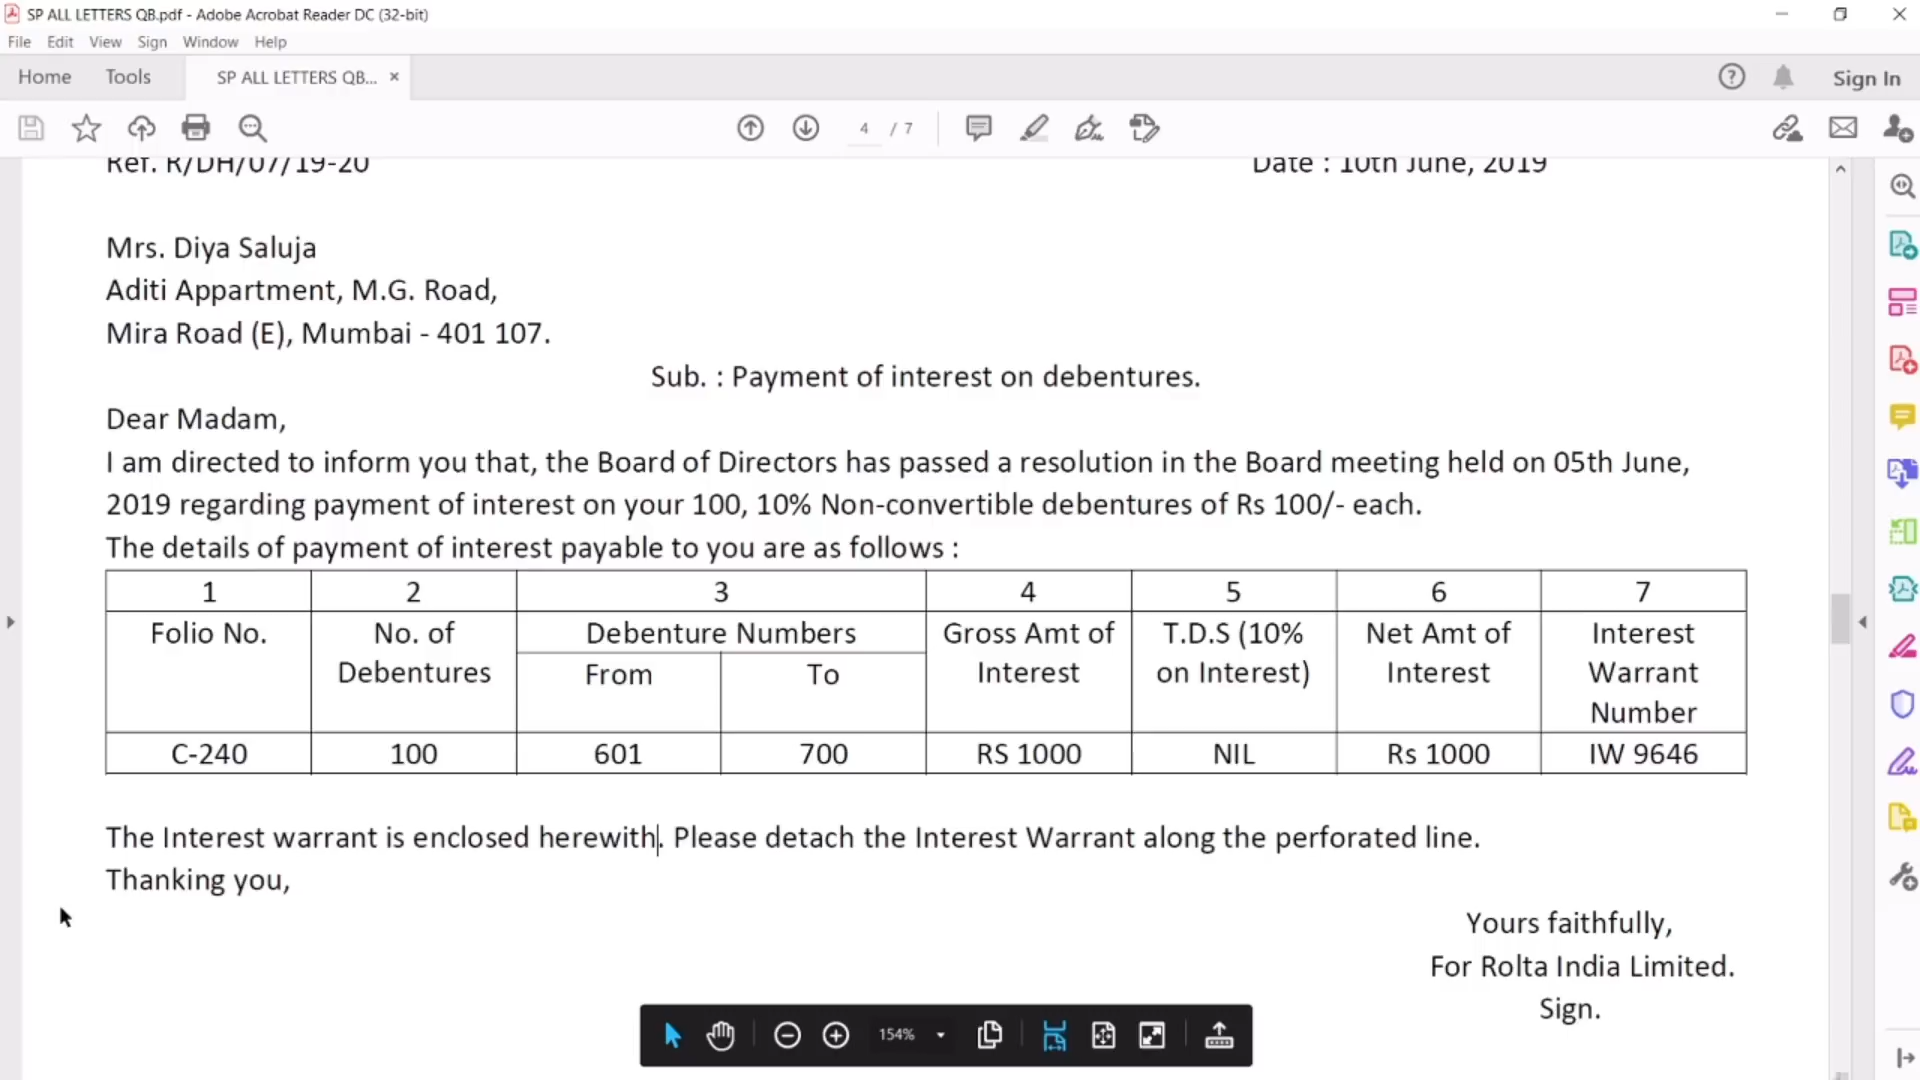 SP ALL LETTERS QB.pdf - Adobe Acrobat Reader DC (32-bit)
File Edit View Sign Window Help
Home Tools SP ALL LETTERS QB... × Sign In
4 / 7
Ref. R/DH/07/19-20 Date : 10th June, 2019
Mrs. Diya Saluja
Aditi Appartment, M.G. Road,
Mira Road (E), Mumbai - 401 107.
Sub. : Payment of interest on debentures.
Dear Madam,
I am directed to inform you that, the Board of Directors has passed a resolution in the Board meeting held on 05th June,
2019 regarding payment of interest on your 100, 10% Non-convertible debentures of Rs 100/- each.
The details of payment of interest payable to you are as follows :
1 2 3 4 5 6 7
Folio No. No. of Debenture Numbers Gross Amt of T.D.S (10% Net Amt of Interest
Debentures From To Interest on Interest) Interest Warrant
Number
C-240 100 601 700 RS 1000 NIL Rs 1000 IW 9646
The Interest warrant is enclosed herewith. Please detach the Interest Warrant along the perforated line.
Thanking you,
Yours faithfully,
For Rolta India Limited.
Sign.
154%